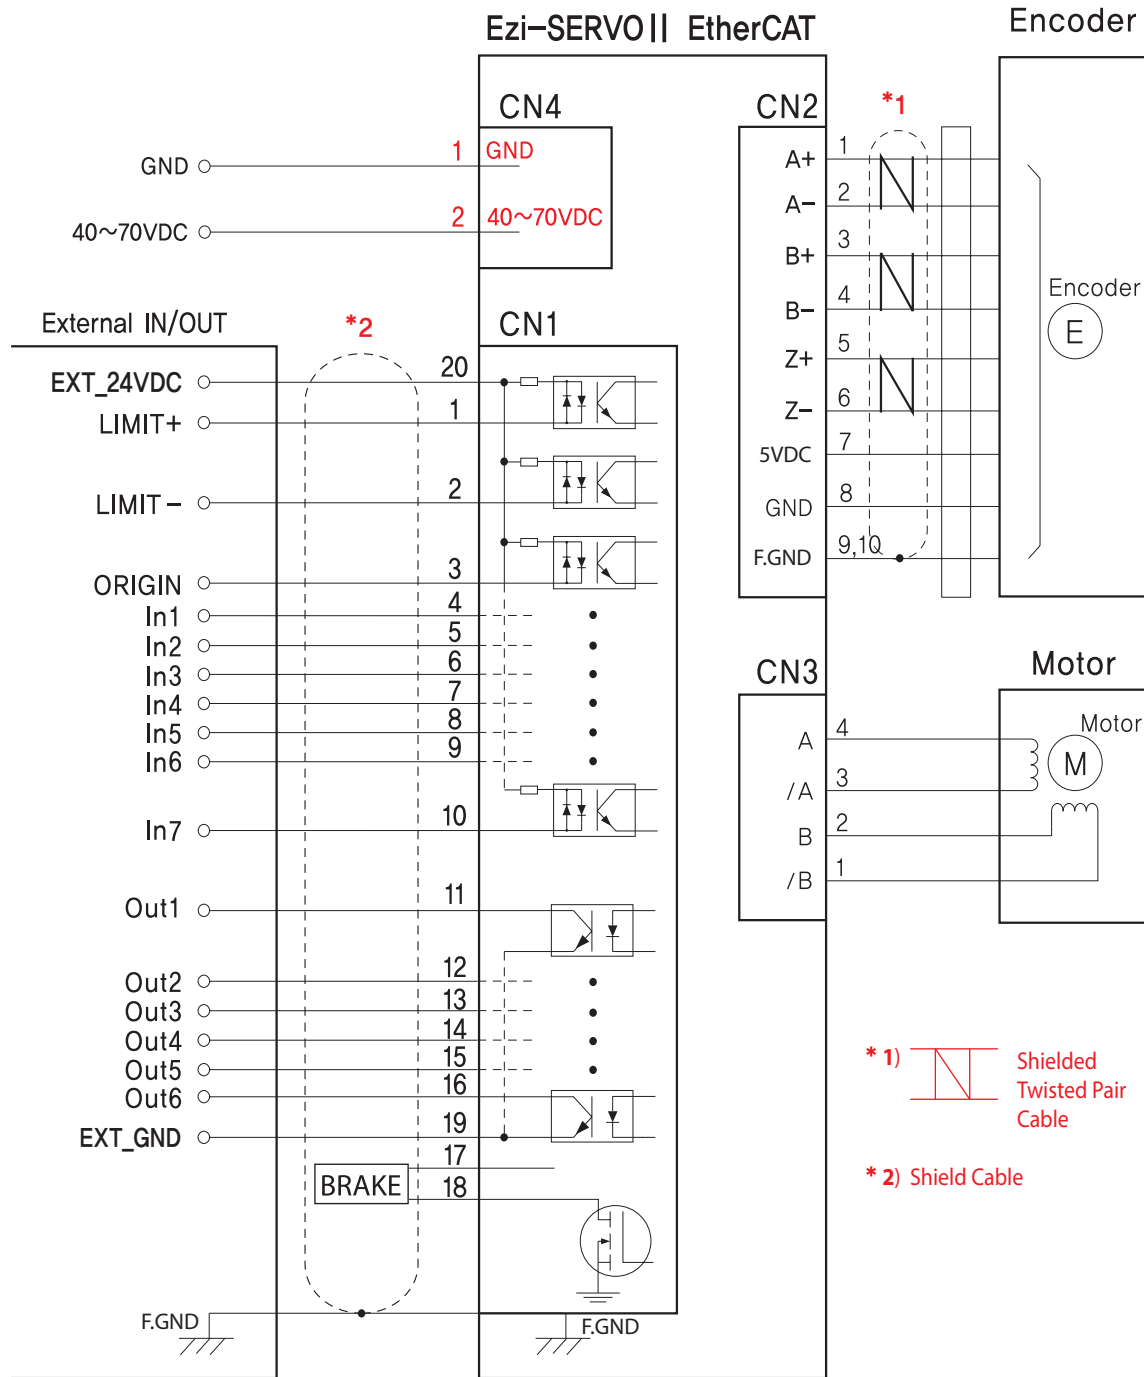 Ezi-SERVOII EtherCAT
Encoder
CN4
1 GND
GND
2 40~70VDC
40~70VDC
CN2
*1
A+ 1
A- 2
B+ 3
B- 4
Z+ 5
Z- 6
5VDC 7
GND 8
F.GND 9,10
Encoder
E
External IN/OUT
*2
CN1
EXT_24VDC 20
LIMIT+ 1
LIMIT- 2
ORIGIN 3
In1 4
In2 5
In3 6
In4 7
In5 8
In6 9
In7 10
Out1 11
Out2 12
Out3 13
Out4 14
Out5 15
Out6 16
EXT_GND 19
BRAKE 17
18
F.GND
F.GND
CN3
Motor
A 4
/A 3
B 2
/B 1
Motor
M
* 1) Shielded
Twisted Pair
Cable
* 2) Shield Cable